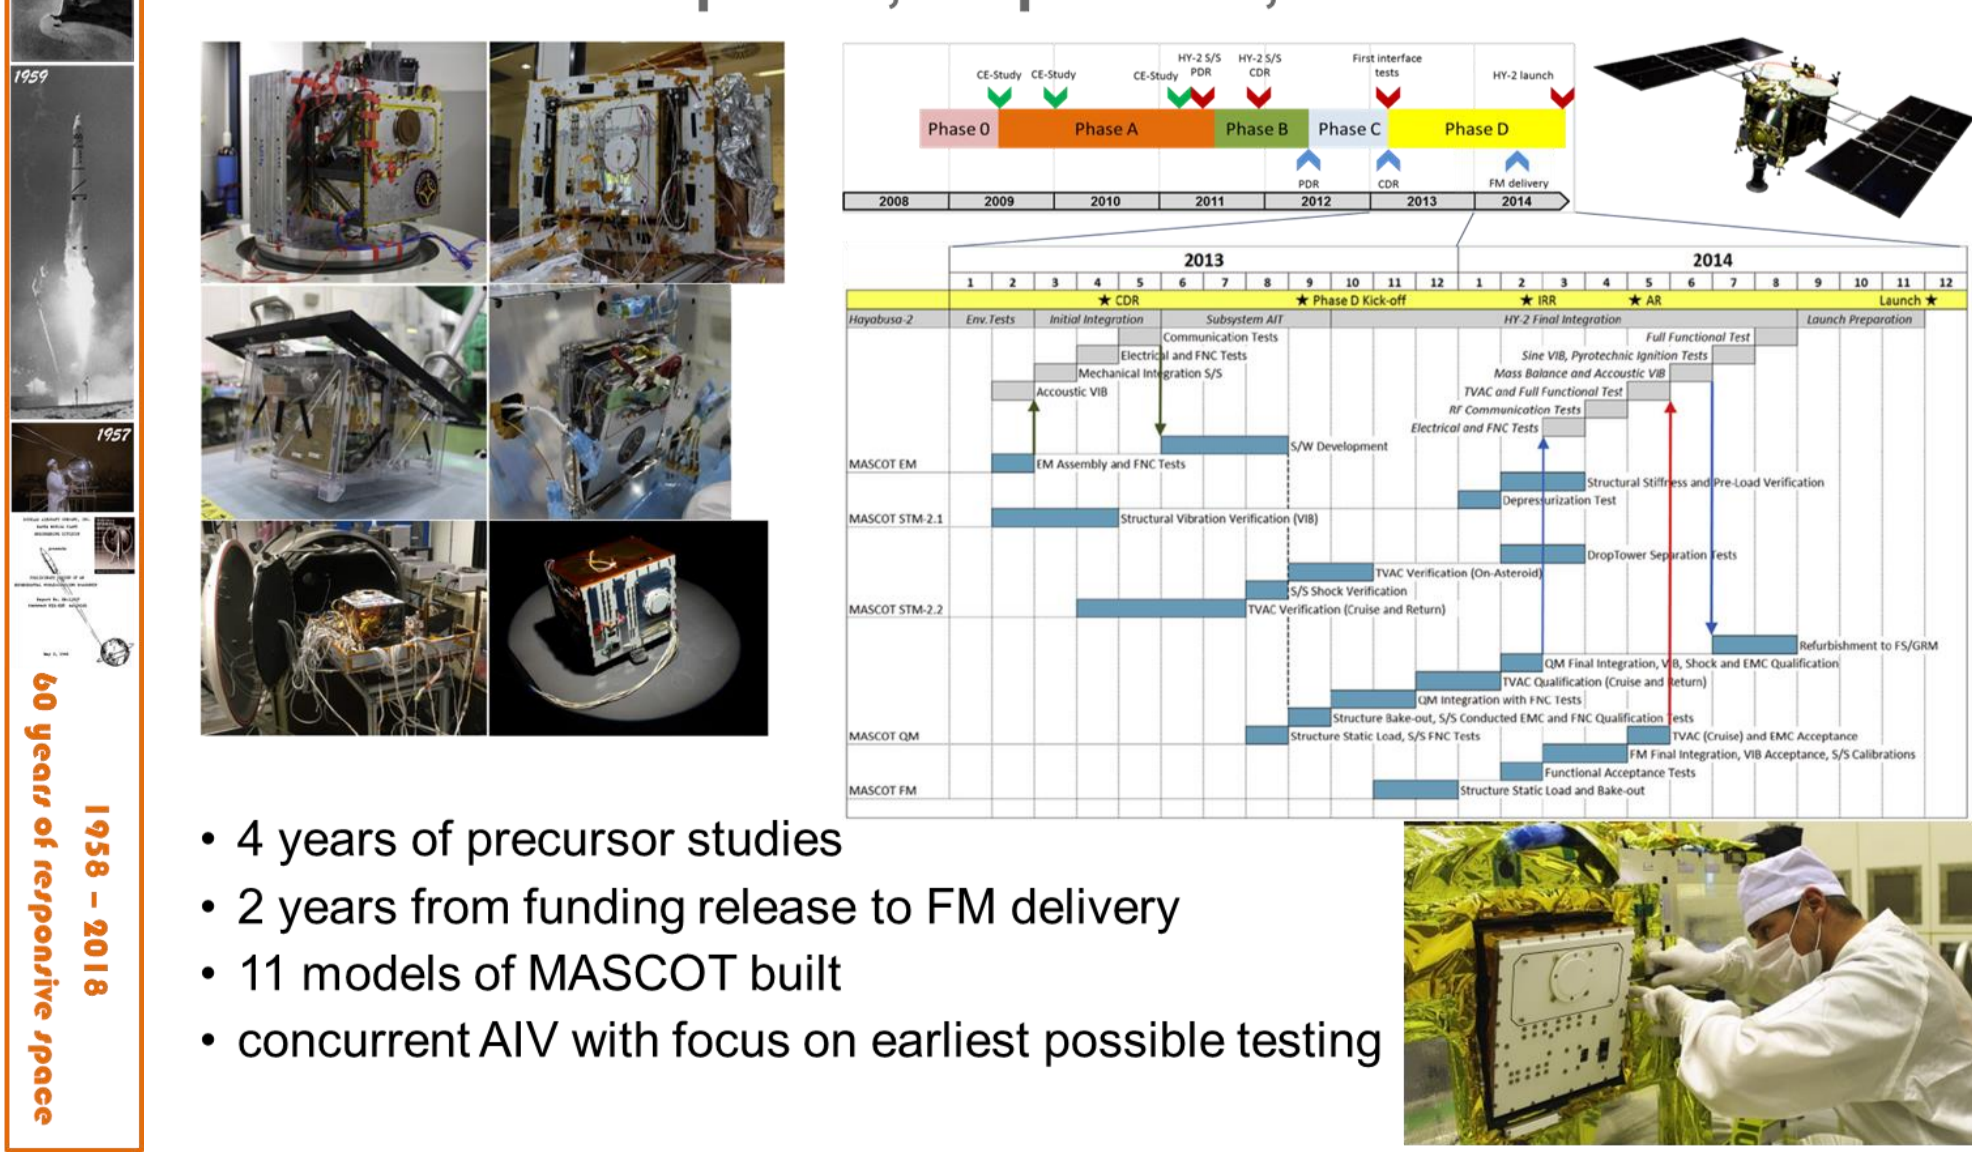 1959
1957
60 years of responsive space
1958 – 2018
CE-Study
CE-Study
CE-Study
HY-2 S/S PDR
HY-2 S/S CDR
First interface tests
HY-2 launch
Phase 0
Phase A
Phase B
Phase C
Phase D
PDR
CDR
FM delivery
2008
2009
2010
2011
2012
2013
2014
2013
2014
1 2 3 4 5 6 7 8 9 10 11 12 1 2 3 4 5 6 7 8 9 10 11 12
★ CDR
★ Phase D Kick-off
★ IRR
★ AR
Launch ★
Hayabusa-2
Env.Tests
Initial Integration
Subsystem AIT
HY-2 Final Integration
Launch Preparation
Communication Tests
Full Functional Test
Electrical and FNC Tests
Sine VIB, Pyrotechnic Ignition Tests
Mechanical Integration S/S
Mass Balance and Accoustic VIB
Accoustic VIB
TVAC and Full Functional Test
RF Communication Tests
Electrical and FNC Tests
S/W Development
MASCOT EM
EM Assembly and FNC Tests
Structural Stiffness and Pre-Load Verification
Depressurization Test
MASCOT STM-2.1
Structural Vibration Verification (VIB)
DropTower Separation Tests
TVAC Verification (On-Asteroid)
S/S Shock Verification
MASCOT STM-2.2
TVAC Verification (Cruise and Return)
Refurbishment to FS/GRM
QM Final Integration, VIB, Shock and EMC Qualification
TVAC Qualification (Cruise and Return)
QM Integration with FNC Tests
Structure Bake-out, S/S Conducted EMC and FNC Qualification Tests
MASCOT QM
Structure Static Load, S/S FNC Tests
TVAC (Cruise) and EMC Acceptance
FM Final Integration, VIB Acceptance, S/S Calibrations
Functional Acceptance Tests
MASCOT FM
Structure Static Load and Bake-out
• 4 years of precursor studies
• 2 years from funding release to FM delivery
• 11 models of MASCOT built
• concurrent AIV with focus on earliest possible testing